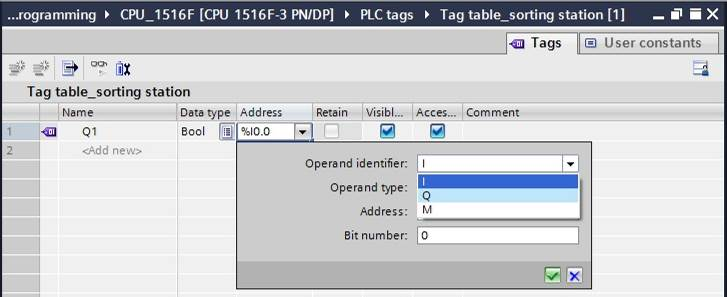 ...rogramming ▸ CPU_1516F [CPU 1516F-3 PN/DP] ▸ PLC tags ▸ Tag table_sorting station [1]
Tags User constants
Tag table_sorting station
Name Data type Address Retain Visibl... Acces... Comment
1 Q1 Bool %I0.0
2 <Add new>
Operand identifier: I
I
Operand type: Q
Address: M
Bit number: 0